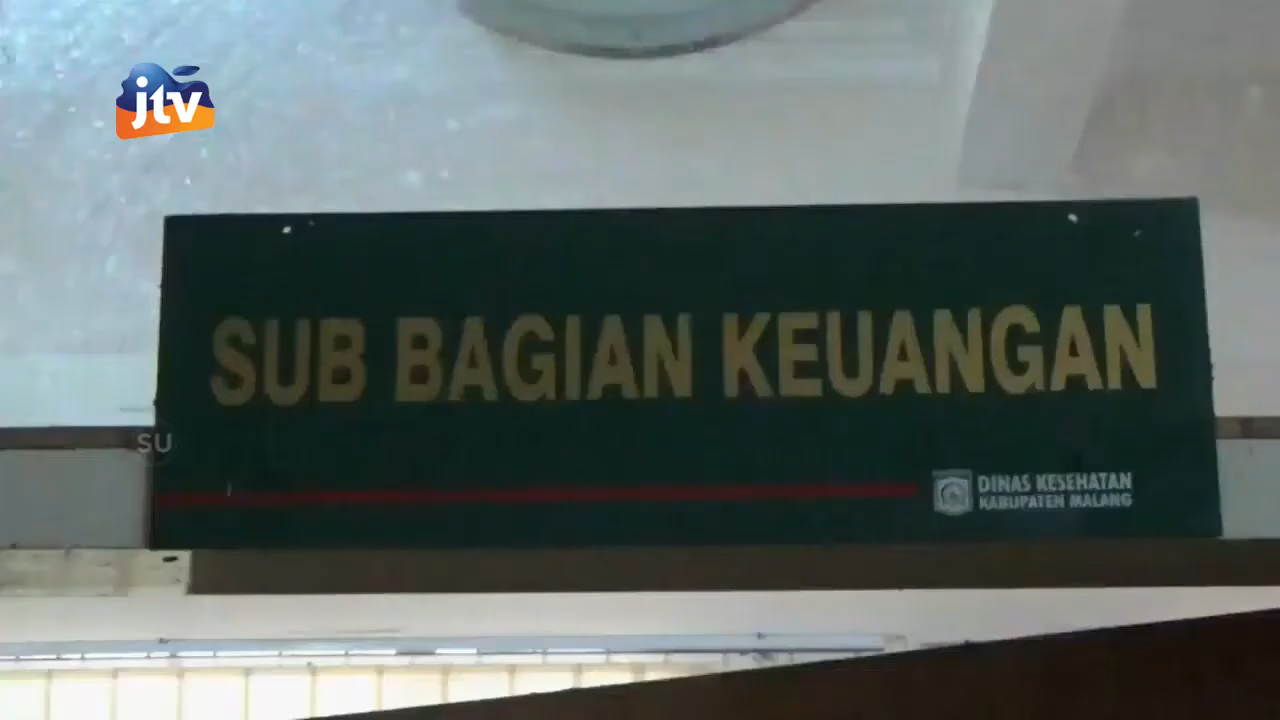 jtv
SUB BAGIAN KEUANGAN
SU
DINAS KESEHATAN
KABUPATEN MALANG